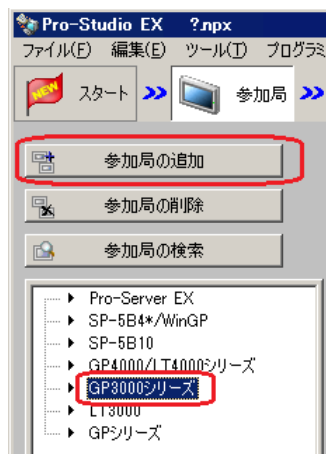 Pro-Studio EX ?.npx
ファイル(F) 編集(E) ツール(T) プログラミ
NEW スタート 参加局
参加局の追加
参加局の削除
参加局の検索
Pro-Server EX
SP-5B4*/WinGP
SP-5B10
GP4000/LT4000シリーズ
GP3000シリーズ
LT3000
GPシリーズ